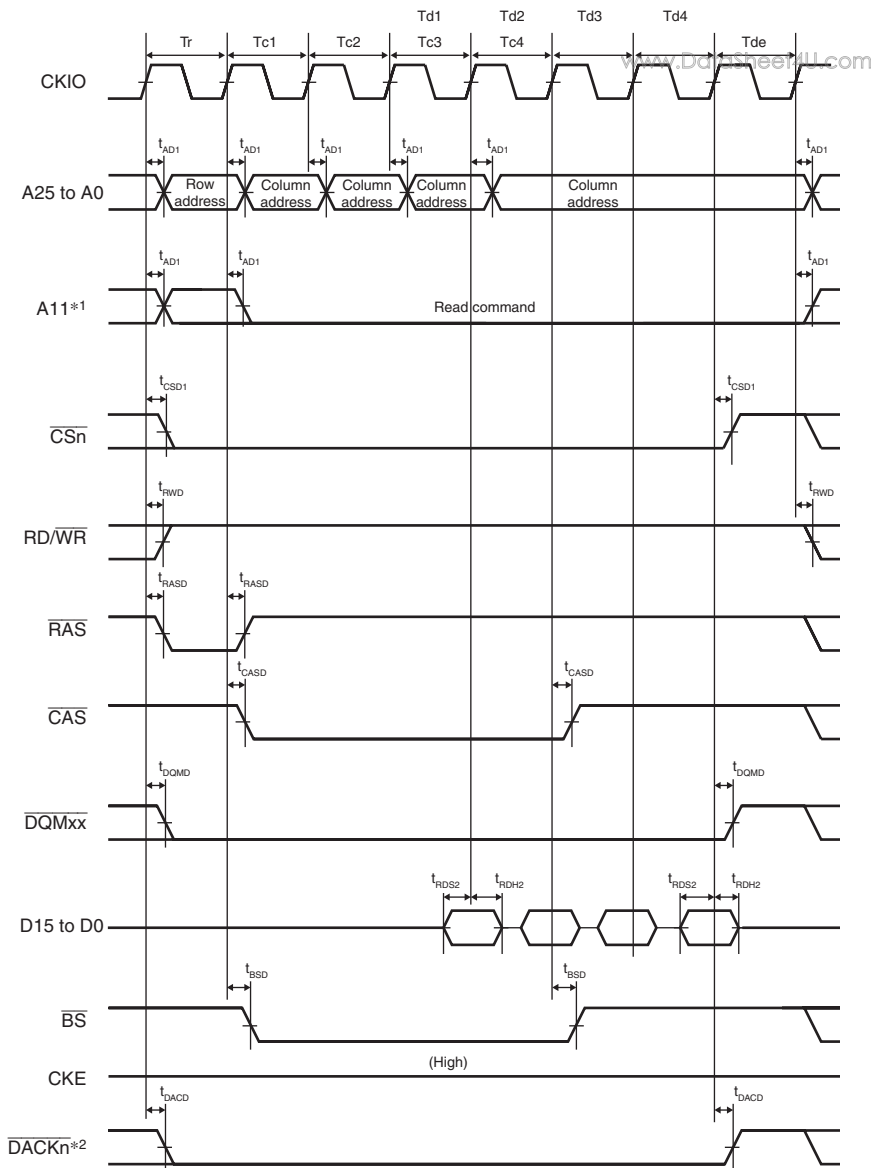 Td1 Td2 Td3 Td4
Tr Tc1 Tc2 Tc3 Tc4 Tde
www.DataSheet4U.com
CKIO
tAD1 tAD1 tAD1 tAD1 tAD1 tAD1
A25 to A0
Row address Column address Column address Column address Column address
tAD1 tAD1 tAD1
A11*1
Read command
tCSD1 tCSD1
CSn
tRWD tRWD
RD/WR
tRASD tRASD
RAS
tCASD tCASD
CAS
tDQMD tDQMD
DQMxx
tRDS2 tRDH2 tRDS2 tRDH2
D15 to D0
tBSD tBSD
BS
(High)
CKE
tDACD tDACD
DACKn*2